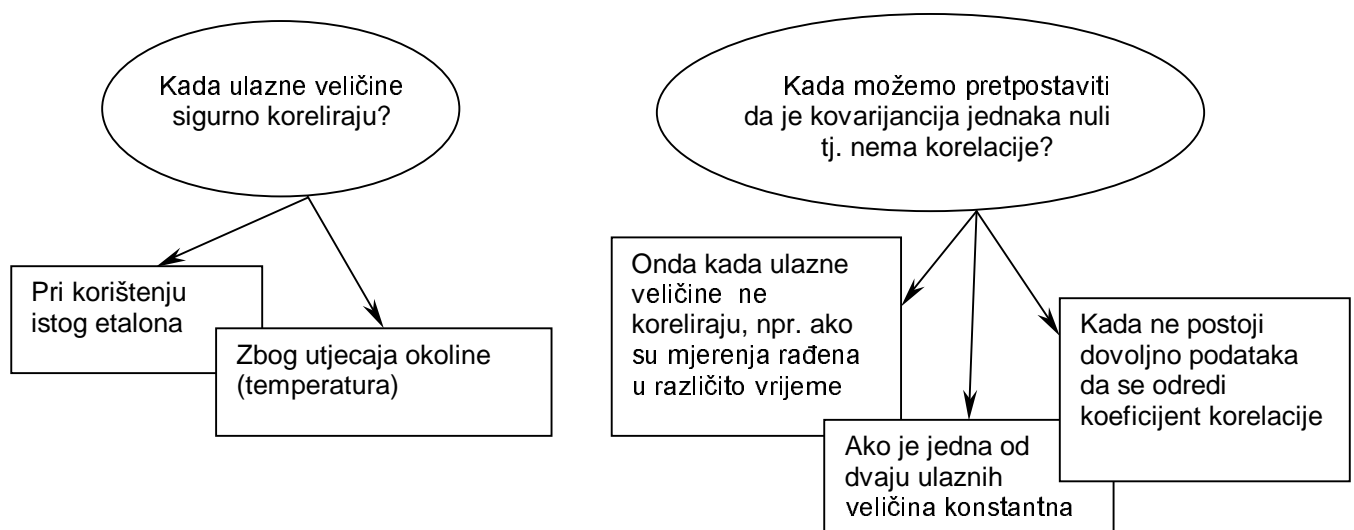 Kada ulazne veličine
sigurno koreliraju?
Kada možemo pretpostaviti
da je kovarijancija jednaka nuli
tj. nema korelacije?
Pri korištenju
istog etalona
Zbog utjecaja okoline
(temperatura)
Onda kada ulazne
veličine ne
koreliraju, npr. ako
su mjerenja rađena
u različito vrijeme
Ako je jedna od
dvaju ulaznih
veličina konstantna
Kada ne postoji
dovoljno podataka
da se odredi
koeficijent korelacije